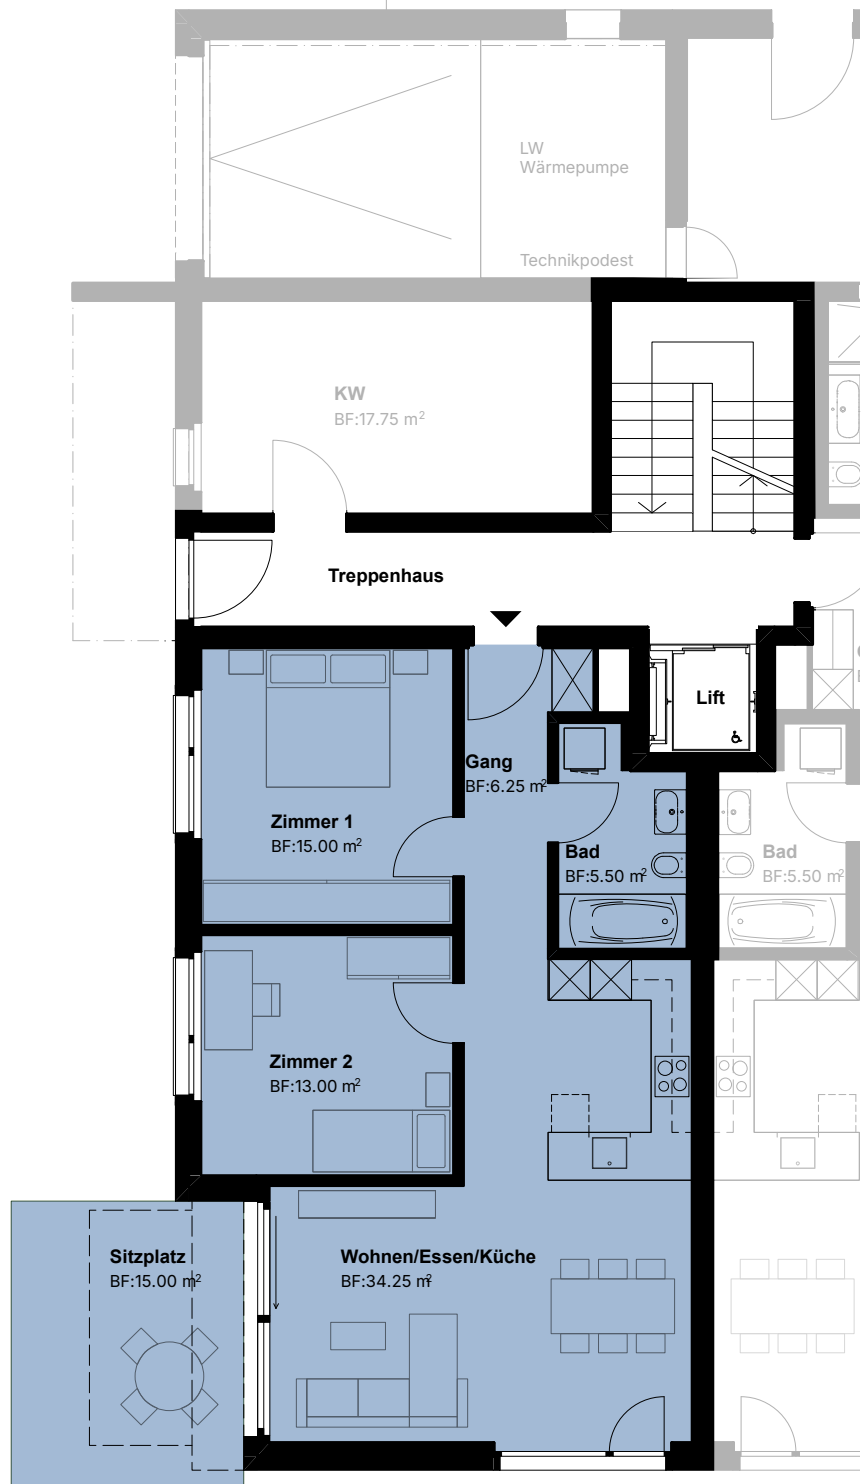 LW
Wärmepumpe
Technikpodest
KW
BF:17.75 m²
Treppenhaus
Lift
Gang
BF:6.25 m²
Zimmer 1
BF:15.00 m²
Bad
BF:5.50 m²
Bad
BF:5.50 m²
Zimmer 2
BF:13.00 m²
Sitzplatz
BF:15.00 m²
Wohnen/Essen/Küche
BF:34.25 m²